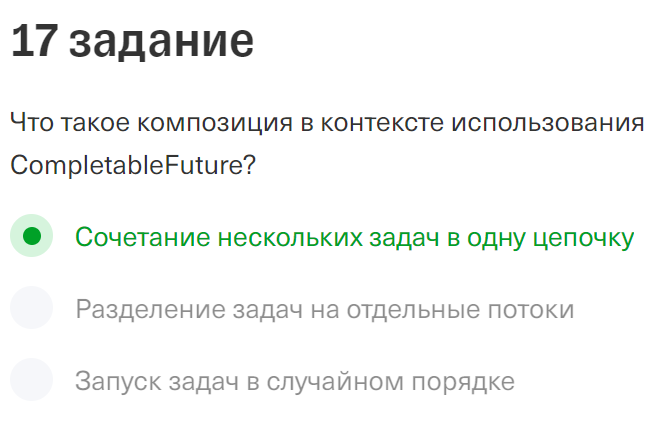 17 задание
Что такое композиция в контексте использования
CompletableFuture?
Сочетание нескольких задач в одну цепочку
Разделение задач на отдельные потоки
Запуск задач в случайном порядке